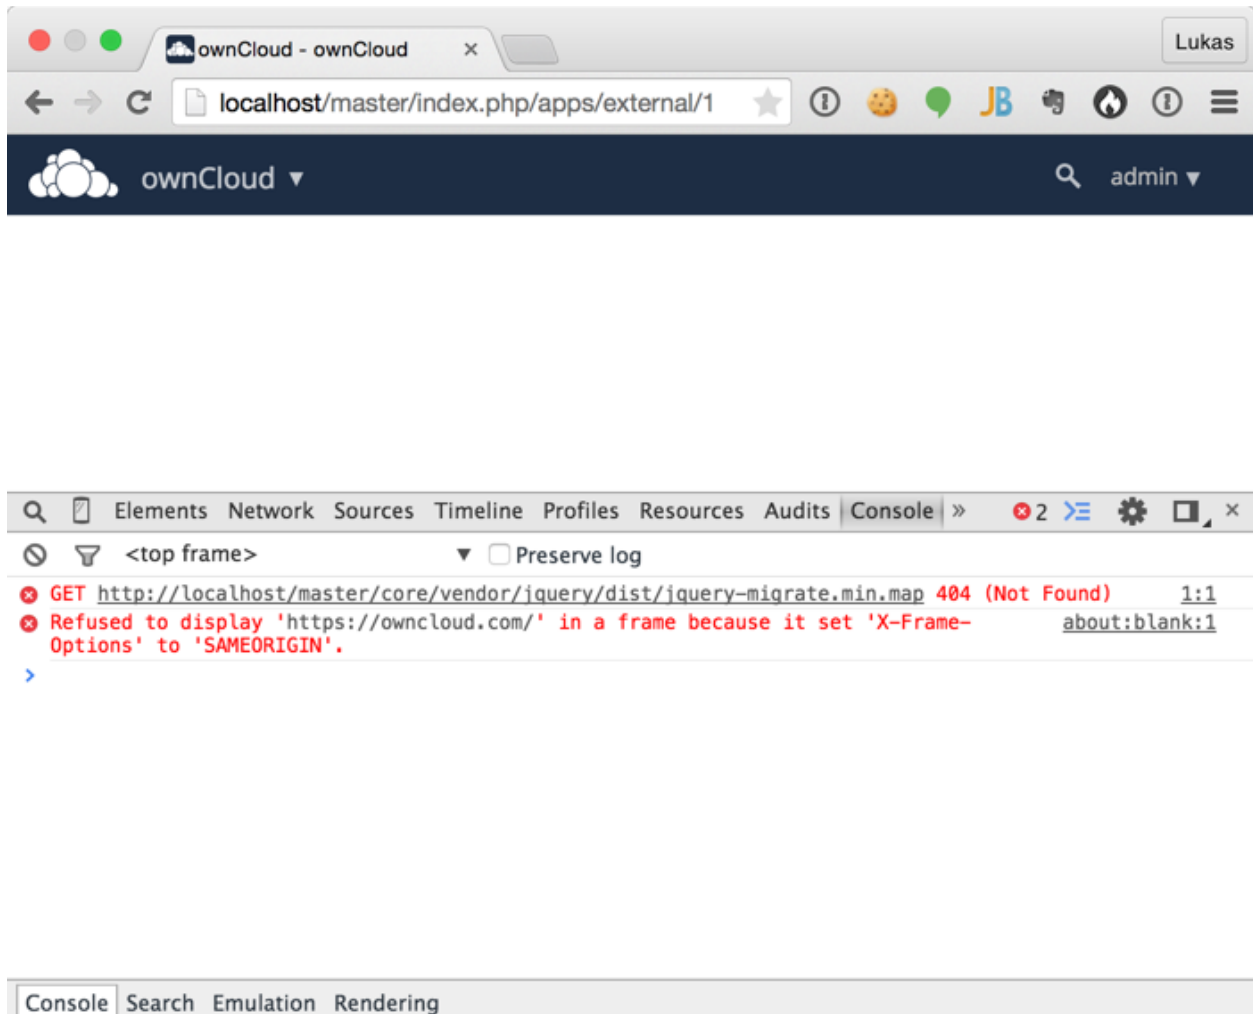 ownCloud - ownCloud
Lukas
localhost/master/index.php/apps/external/1
JB
ownCloud
admin
Elements Network Sources Timeline Profiles Resources Audits Console » 2
<top frame> Preserve log
GET http://localhost/master/core/vendor/jquery/dist/jquery-migrate.min.map 404 (Not Found) 1:1
Refused to display 'https://owncloud.com/' in a frame because it set 'X-Frame- about:blank:1
Options' to 'SAMEORIGIN'.
Console Search Emulation Rendering